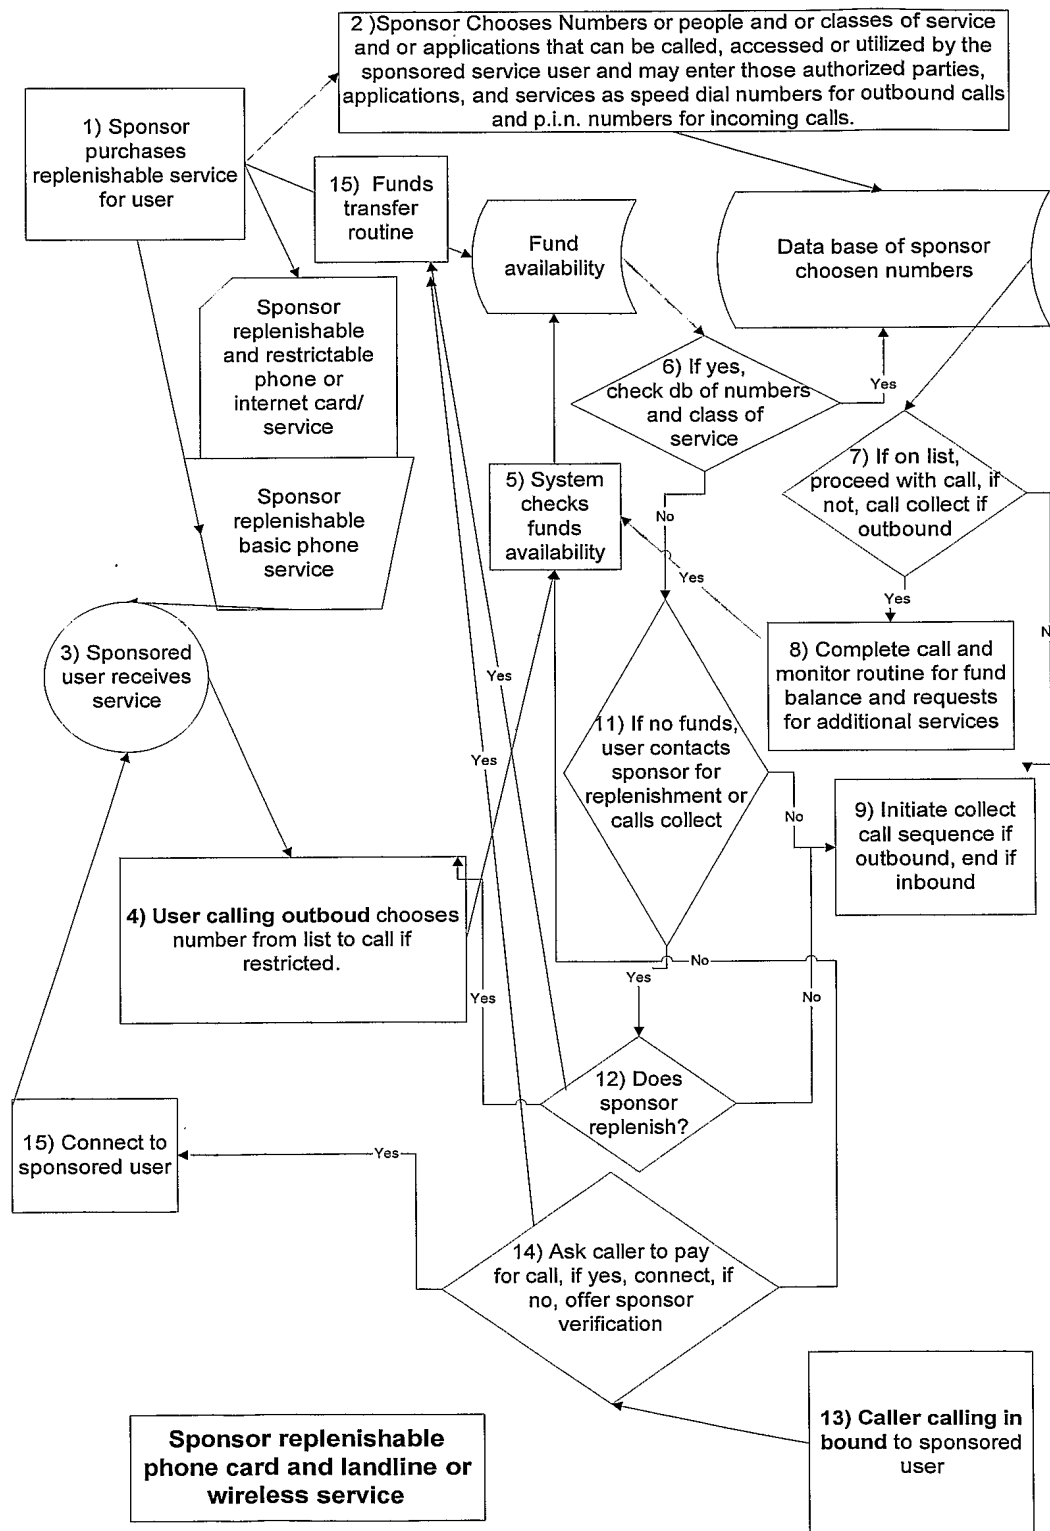 2 )Sponsor Chooses Numbers or people and or classes of service
and or applications that can be called, accessed or utilized by the
sponsored service user and may enter those authorized parties,
applications, and services as speed dial numbers for outbound calls
and p.i.n. numbers for incoming calls.
1) Sponsor
purchases
replenishable service
for user
15) Funds
transfer
routine
Fund
availability
Data base of sponsor
choosen numbers
Sponsor
replenishable
and restrictable
phone or
internet card/
service
6) If yes,
check db of numbers
and class of
service
Yes
7) If on list,
proceed with call, if
not, call collect if
outbound
5) System
checks
funds
availability
No
Sponsor
replenishable
basic phone
service
Yes
Yes
N
3) Sponsored
user receives
service
8) Complete call and
monitor routine for fund
balance and requests
for additional services
Yes
11) If no funds,
user contacts
sponsor for
replenishment or
calls collect
Yes
No
9) Initiate collect
call sequence if
outbound, end if
inbound
4) User calling outboud chooses
number from list to call if
restricted.
No
Yes
Yes
No
12) Does
sponsor
replenish?
15) Connect to
sponsored user
Yes
14) Ask caller to pay
for call, if yes, connect, if
no, offer sponsor
verification
13) Caller calling in
bound to sponsored
user
Sponsor replenishable
phone card and landline or
wireless service